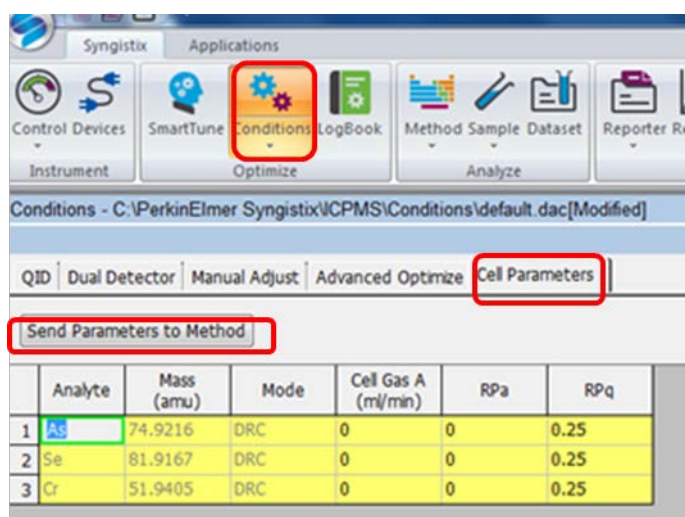 Syngistix Applications
Control Devices SmartTune Conditions LogBook Method Sample Dataset Reporter
Instrument Optimize Analyze
Conditions - C:\PerkinElmer Syngistix\ICPMS\Conditions\default.dac[Modified]
QID Dual Detector Manual Adjust Advanced Optimize Cell Parameters
Send Parameters to Method
Analyte Mass (amu) Mode Cell Gas A (ml/min) RPa RPq
1 As 74.9216 DRC 0 0 0.25
2 Se 81.9167 DRC 0 0 0.25
3 Cr 51.9405 DRC 0 0 0.25